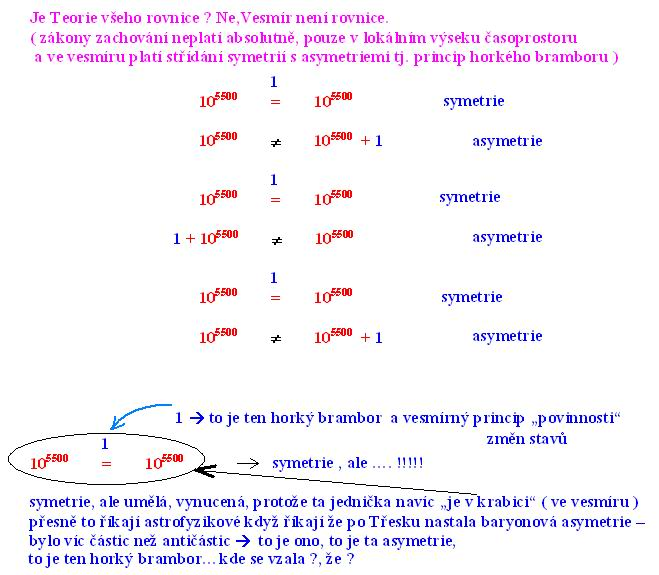 Je Teorie všeho rovnice ? Ne,Vesmír není rovnice.
( zákony zachování neplatí absolutně, pouze v lokálním výseku časoprostoru
a ve vesmíru platí střídání symetrií s asymetriemi tj. princip horkého bramboru )
1
10^5500 = 10^5500 symetrie
10^5500 ≠ 10^5500 + 1 asymetrie
1
10^5500 = 10^5500 symetrie
1 + 10^5500 ≠ 10^5500 asymetrie
1
10^5500 = 10^5500 symetrie
10^5500 ≠ 10^5500 + 1 asymetrie
1 → to je ten horký brambor a vesmírný princip „povinnosti“
změn stavů
1
10^5500 = 10^5500 → symetrie , ale …. !!!!!
symetrie, ale umělá, vynucená, protože ta jednička navíc „je v krabici“ ( ve vesmíru )
přesně to říkají astrofyzikové když říkají že po Třesku nastala baryonová asymetrie –
bylo víc částic než antičástic → to je ono, to je ta asymetrie,
to je ten horký brambor… kde se vzala ?, že ?